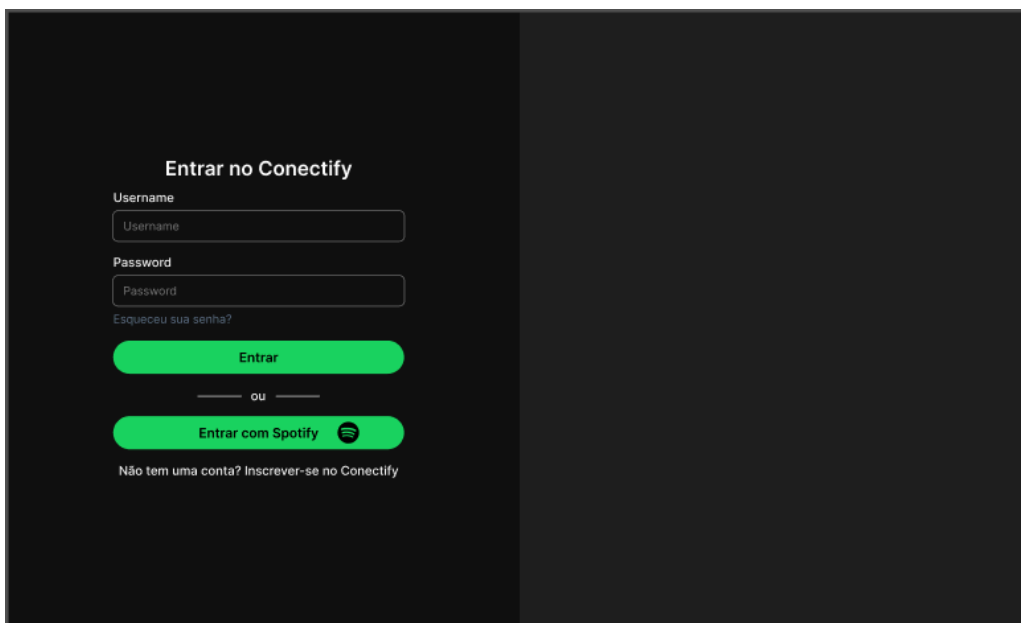 Entrar no Conectify
Username
Username
Password
Password
Esqueceu sua senha?
Entrar
ou
Entrar com Spotify
Não tem uma conta? Inscrever-se no Conectify